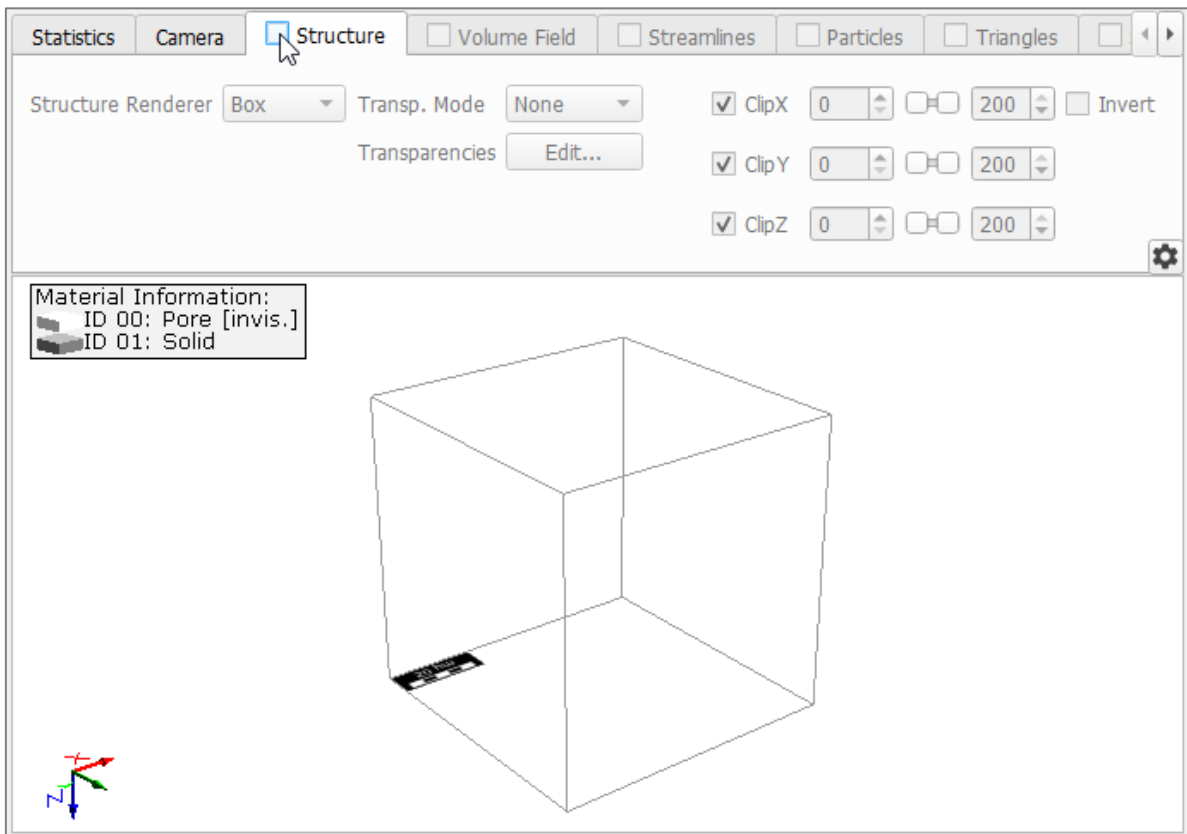 Statistics Camera Structure Volume Field Streamlines Particles Triangles
Structure Renderer Box Transp. Mode None ClipX 0 200 Invert
Transparencies Edit... ClipY 0 200
ClipZ 0 200
Material Information:
ID 00: Pore [invis.]
ID 01: Solid
X
Y
Z